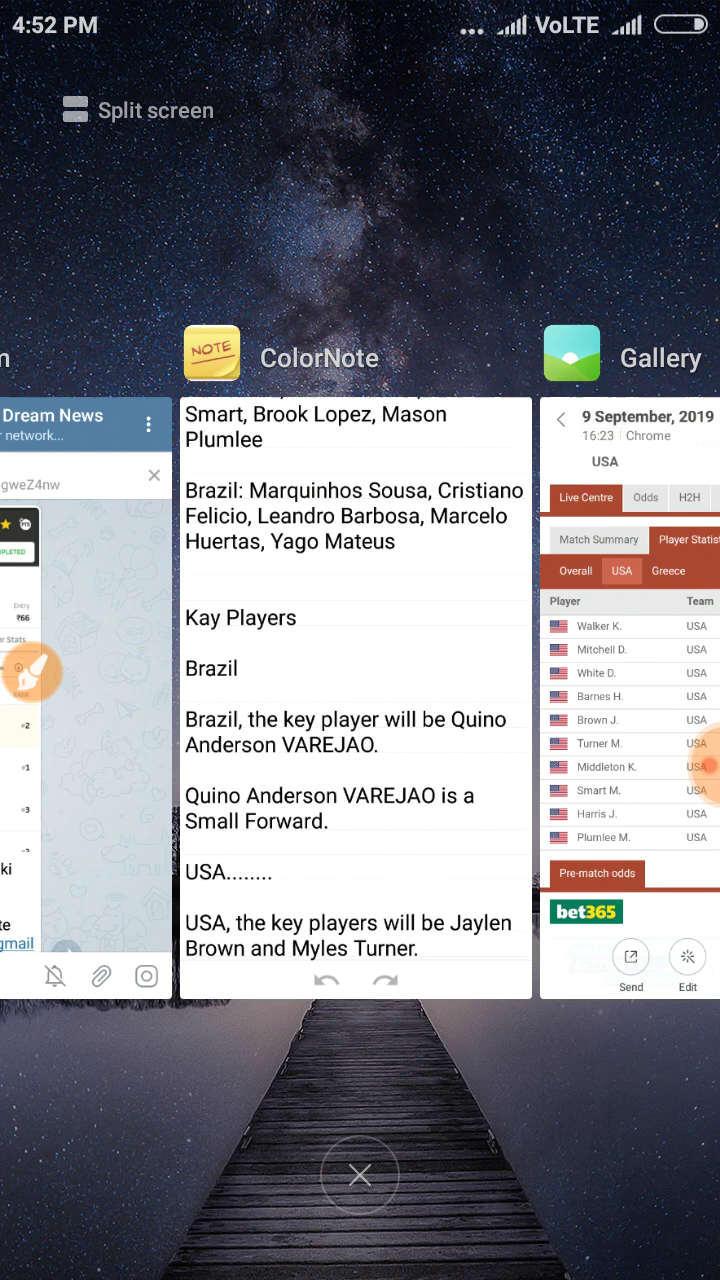 4:52 PM
... VoLTE
Split screen
ColorNote
Gallery
Dream News
network...
gweZ4nw
PTS
PLETED
Entry
₹66
er Stats
RANK
#2
#1
#3
ki
te
gmail
NOTE
Smart, Brook Lopez, Mason
Plumlee
Brazil: Marquinhos Sousa, Cristiano
Felicio, Leandro Barbosa, Marcelo
Huertas, Yago Mateus
Kay Players
Brazil
Brazil, the key player will be Quino
Anderson VAREJAO.
Quino Anderson VAREJAO is a
Small Forward.
USA........
USA, the key players will be Jaylen
Brown and Myles Turner.
9 September, 2019
16:23 | Chrome
USA
Live Centre Odds H2H
Match Summary Player Statist
Overall USA Greece
Player Team
Walker K. USA
Mitchell D. USA
White D. USA
Barnes H. USA
Brown J. USA
Turner M. USA
Middleton K. USA
Smart M. USA
Harris J. USA
Plumlee M. USA
Pre-match odds
bet365
Send Edit